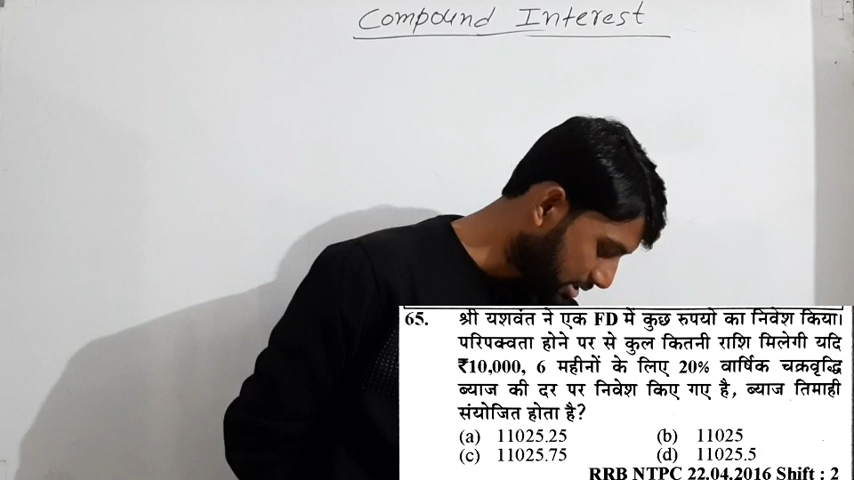 Compound Interest
65. श्री यशवंत ने एक FD में कुछ रुपयो का निवेश किया।
परिपक्वता होने पर से कुल कितनी राशि मिलेगी यदि
₹10,000, 6 महीनों के लिए 20% वार्षिक चक्रवृद्धि
ब्याज की दर पर निवेश किए गए है, ब्याज तिमाही
संयोजित होता है?
(a) 11025.25 (b) 11025
(c) 11025.75 (d) 11025.5
RRB NTPC 22.04.2016 Shift : 2